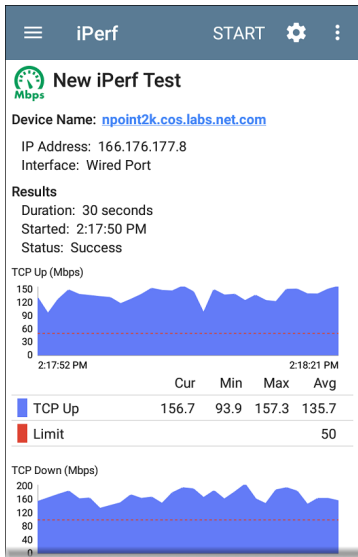 iPerf START
Mbps
New iPerf Test
Device Name: npoint2k.cos.labs.net.com
IP Address: 166.176.177.8
Interface: Wired Port
Results
Duration: 30 seconds
Started: 2:17:50 PM
Status: Success
TCP Up (Mbps)
150
120
90
60
30
0
2:17:52 PM 2:18:21 PM
Cur Min Max Avg
TCP Up 156.7 93.9 157.3 135.7
Limit 50
TCP Down (Mbps)
200
160
120
80
40
0